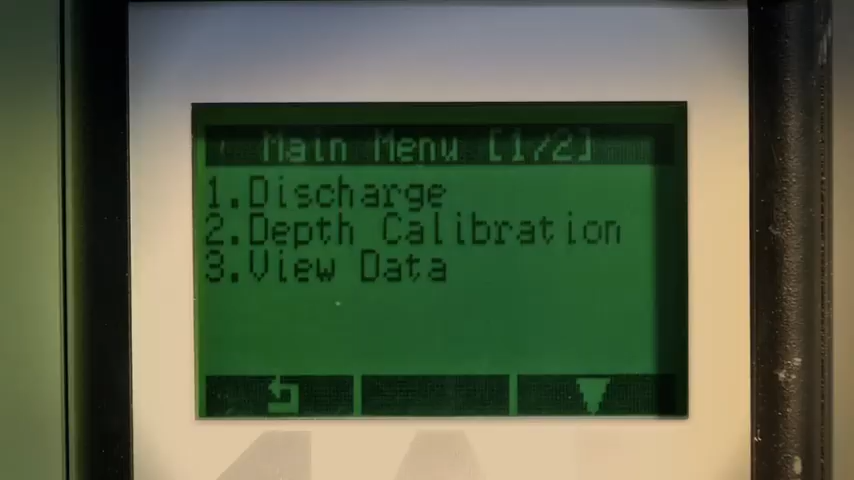 Main Menu [1/2]
1.Discharge
2.Depth Calibration
3.View Data